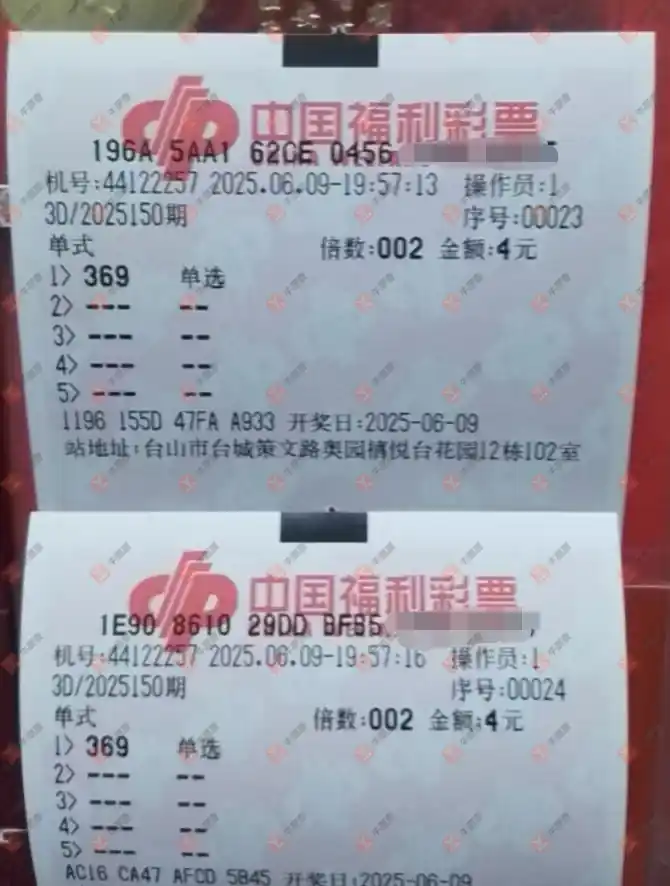 中国福利彩票
196A 5AA1 62CE 0456
机号:44122257 2025.06.09-19:57:13 操作员:1
3D/2025150期 序号:00023
单式 倍数:002 金额:4元
1> 369 单选
2> --- --
3> --- --
4> --- --
5> --- --
1196 155D 47FA A933 开奖日:2025-06-09
站地址:台山市台城策文路奥园槙悦台花园12栋102室
中国福利彩票
1E90 8610 29DD BFB5
机号:44122257 2025.06.09-19:57:16 操作员:1
3D/2025150期 序号:00024
单式 倍数:002 金额:4元
1> 369 单选
2> --- --
3> --- --
4> --- --
5> --- --
AC16 CA47 AFCD 5B45 开奖日:2025-06-09